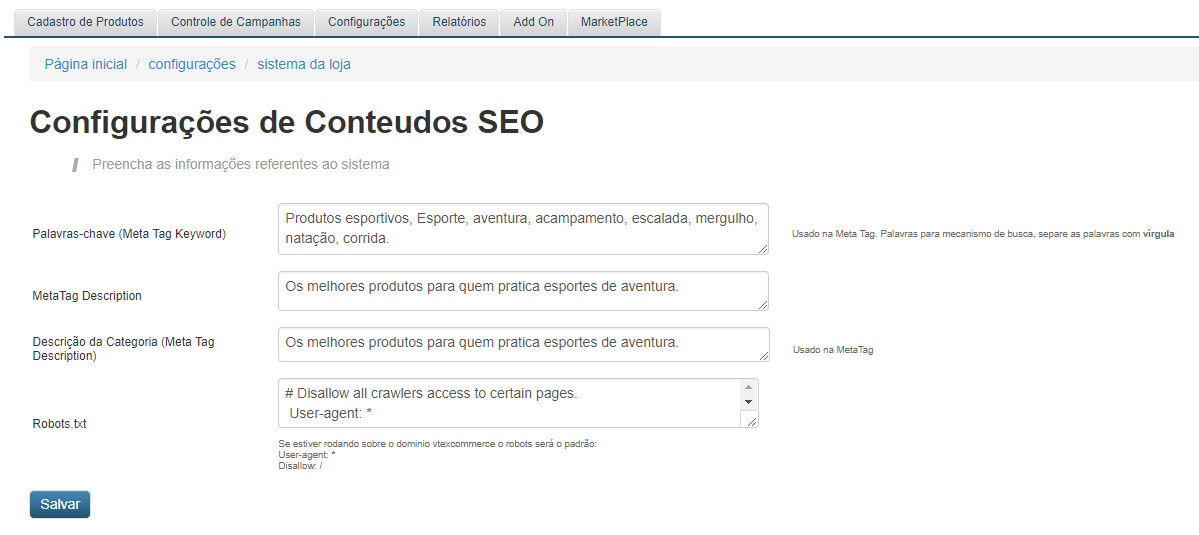 Cadastro de Produtos
Controle de Campanhas
Configurações
Relatórios
Add On
MarketPlace
Página inicial / configurações / sistema da loja
Configurações de Conteudos SEO
Preencha as informações referentes ao sistema
Palavras-chave (Meta Tag Keyword)
Produtos esportivos, Esporte, aventura, acampamento, escalada, mergulho,
natação, corrida.
Usado na Meta Tag. Palavras para mecanismo de busca, separe as palavras com vírgula
MetaTag Description
Os melhores produtos para quem pratica esportes de aventura.
Descrição da Categoria (Meta Tag
Description)
Os melhores produtos para quem pratica esportes de aventura.
Usado na MetaTag
Robots.txt
# Disallow all crawlers access to certain pages.
User-agent: *
Se estiver rodando sobre o dominio vtexcommerce o robots será o padrão:
User-agent: *
Disallow: /
Salvar